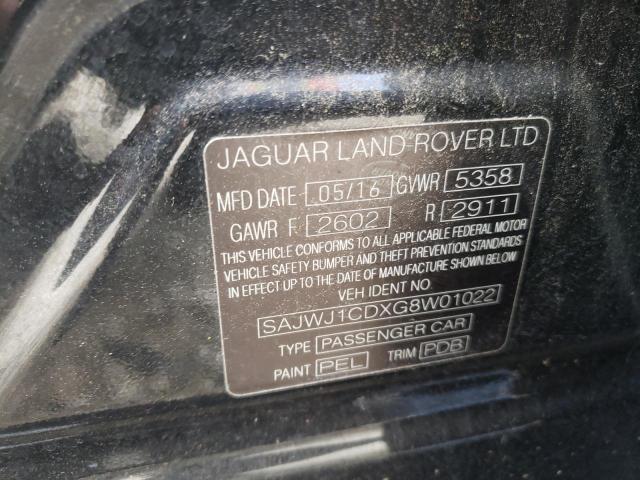 JAGUAR LAND-ROVER LTD
MFD DATE 05/16 GVWR 5358
GAWR F 2602 R 2911
THIS VEHICLE CONFORMS TO ALL APPLICABLE FEDERAL MOTOR
VEHICLE SAFETY BUMPER AND THEFT PREVENTION STANDARDS
IN EFFECT UP TO THE DATE OF MANUFACTURE SHOWN BELOW
VEH IDENT NO
SAJWJ1CDXG8W01022
TYPE PASSENGER CAR
PAINT PEL TRIM PDB